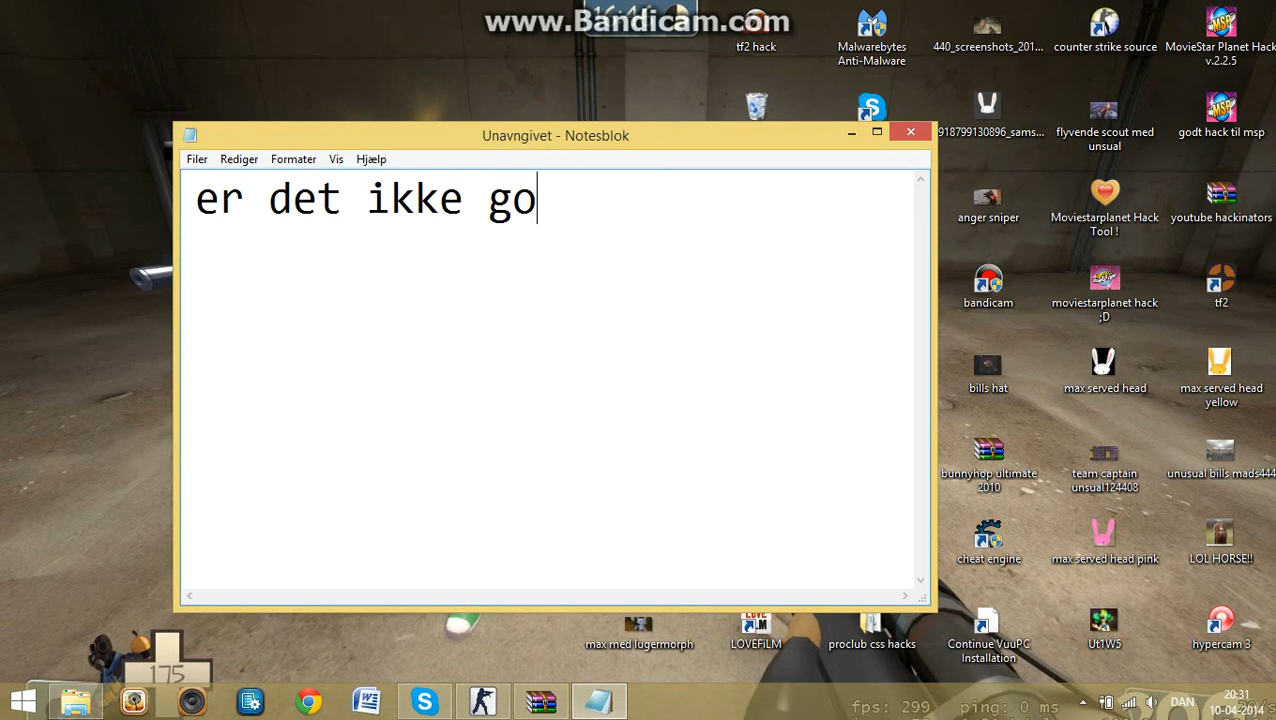 www.Bandicam.com
tf2 hack
Malwarebytes
Anti-Malware
440_screenshots_201...
counter strike source
MovieStar Planet Hack
v.2.2.5
918799130896_sams...
flyvende scout med
unsual
godt hack til msp
Unavngivet - Notesblok
Filer Rediger Formater Vis Hjælp
er det ikke go
anger sniper
Moviestarplanet Hack
Tool !
youtube hackinators
bandicam
moviestarplanet hack
;D
tf2
bills hat
max served head
max served head
yellow
bunnyhop ultimate
2010
team captain
unsual124408
unusual bills mads444
cheat engine
max served head pink
LOL HORSE!!
max med lugermorph
LOVEFiLM
proclub css hacks
Continue VuuPC
Installation
Ut1W5
hypercam 3
175
fps: 299 ping: 0 ms
DAN
20:31
10-04-2014